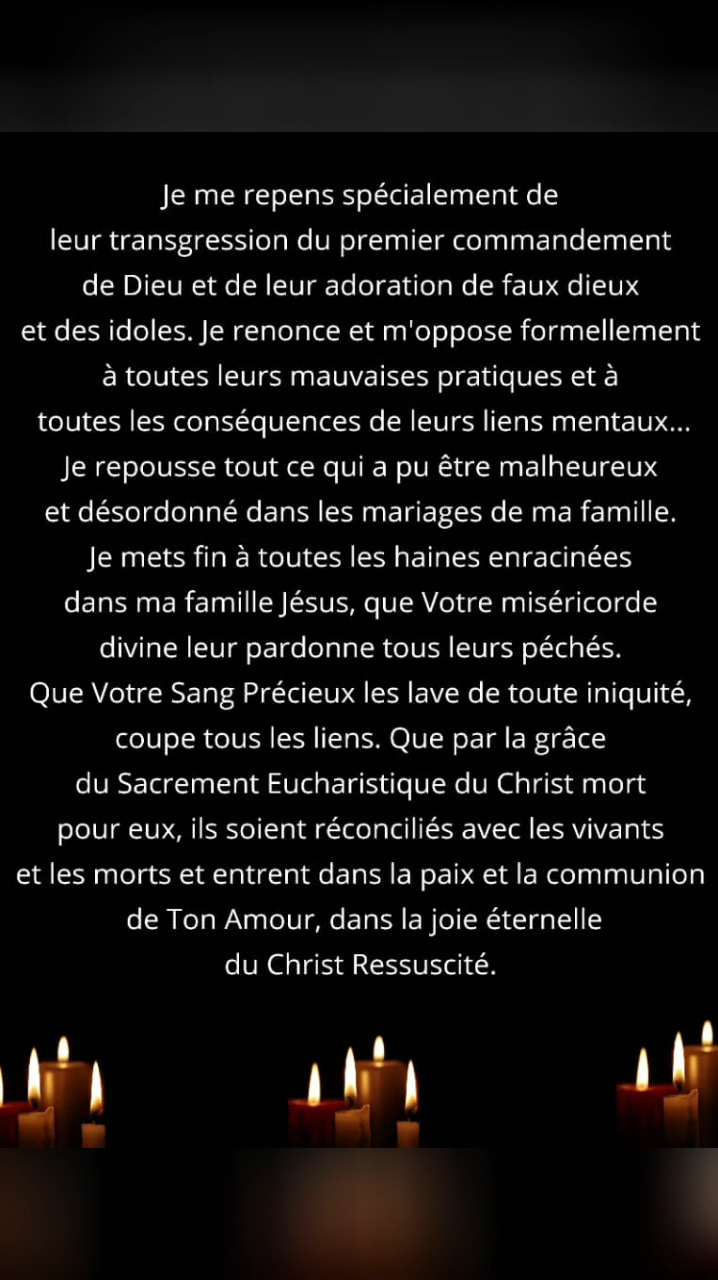 Je me repens spécialement de
leur transgression du premier commandement
de Dieu et de leur adoration de faux dieux
et des idoles. Je renonce et m'oppose formellement
à toutes leurs mauvaises pratiques et à
toutes les conséquences de leurs liens mentaux...
Je repousse tout ce qui a pu être malheureux
et désordonné dans les mariages de ma famille.
Je mets fin à toutes les haines enracinées
dans ma famille Jésus, que Votre miséricorde
divine leur pardonne tous leurs péchés.
Que Votre Sang Précieux les lave de toute iniquité,
coupe tous les liens. Que par la grâce
du Sacrement Eucharistique du Christ mort
pour eux, ils soient réconciliés avec les vivants
et les morts et entrent dans la paix et la communion
de Ton Amour, dans la joie éternelle
du Christ Ressuscité.